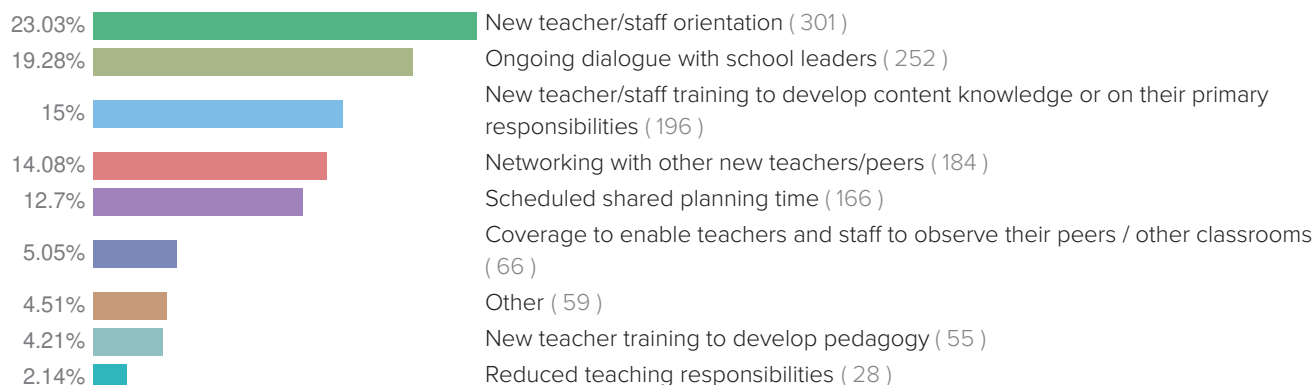 23.03% New teacher/staff orientation ( 301 )
19.28% Ongoing dialogue with school leaders ( 252 )
New teacher/staff training to develop content knowledge or on their primary
15% responsibilities ( 196 )
14.08% Networking with other new teachers/peers ( 184 )
12.7% Scheduled shared planning time ( 166 )
Coverage to enable teachers and staff to observe their peers / other classrooms
5.05% ( 66 )
4.51% Other ( 59 )
4.21% New teacher training to develop pedagogy ( 55 )
2.14% Reduced teaching responsibilities ( 28 )